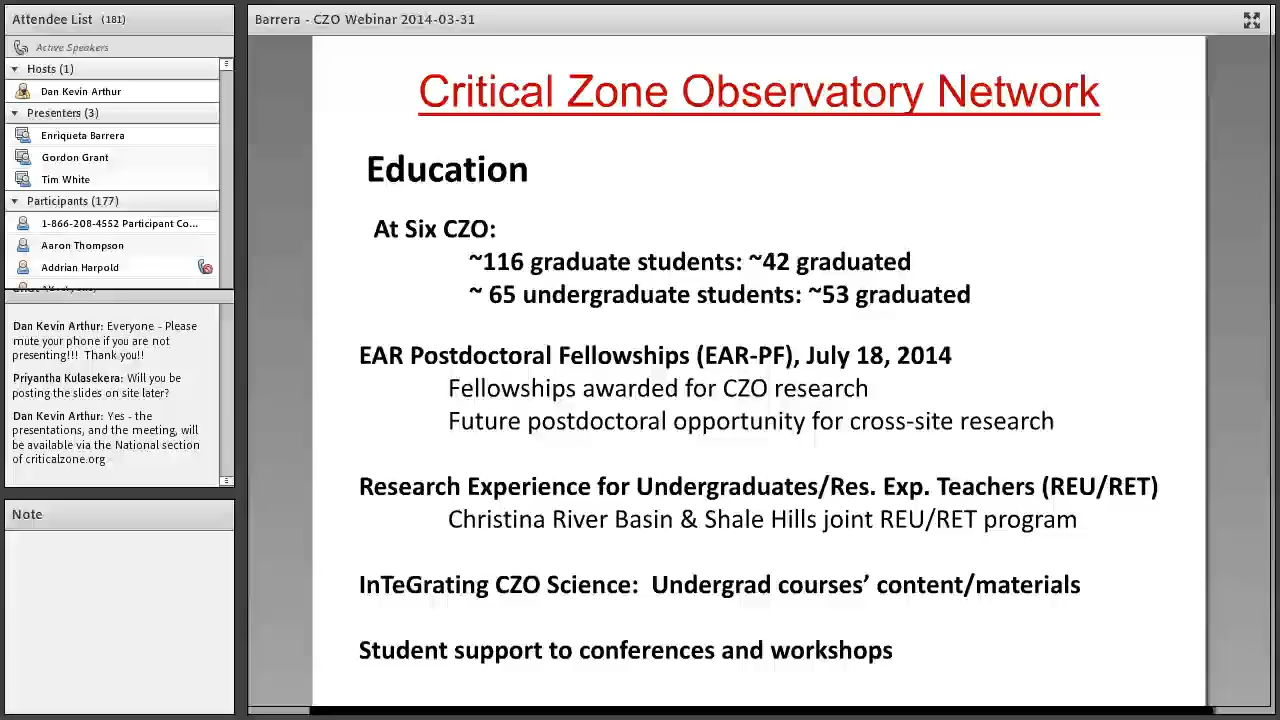 Attendee List (181)
Active Speakers
Hosts (1)
Dan Kevin Arthur
Presenters (3)
Enriqueta Barrera
Gordon Grant
Tim White
Participants (177)
1-866-208-4552 Participant Co...
Aaron Thompson
Addrian Harpold
Dan Kevin Arthur: Everyone - Please
mute your phone if you are not
presenting!!! Thank you!!
Priyantha Kulasekera: Will you be
posting the slides on site later?
Dan Kevin Arthur: Yes - the
presentations, and the meeting, will
be available via the National section
of criticalzone.org
Note
Barrera - CZO Webinar 2014-03-31
Critical Zone Observatory Network
Education
At Six CZO:
~116 graduate students: ~42 graduated
~ 65 undergraduate students: ~53 graduated
EAR Postdoctoral Fellowships (EAR-PF), July 18, 2014
Fellowships awarded for CZO research
Future postdoctoral opportunity for cross-site research
Research Experience for Undergraduates/Res. Exp. Teachers (REU/RET)
Christina River Basin & Shale Hills joint REU/RET program
InTeGrating CZO Science: Undergrad courses’ content/materials
Student support to conferences and workshops